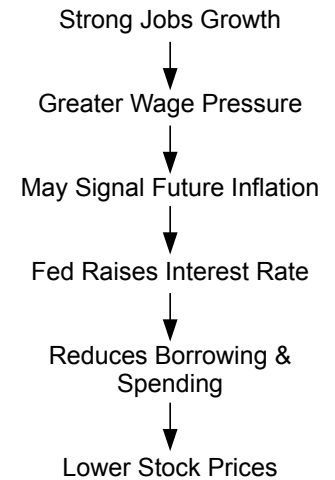 Strong Jobs Growth
Greater Wage Pressure
May Signal Future Inflation
Fed Raises Interest Rate
Reduces Borrowing &
Spending
Lower Stock Prices